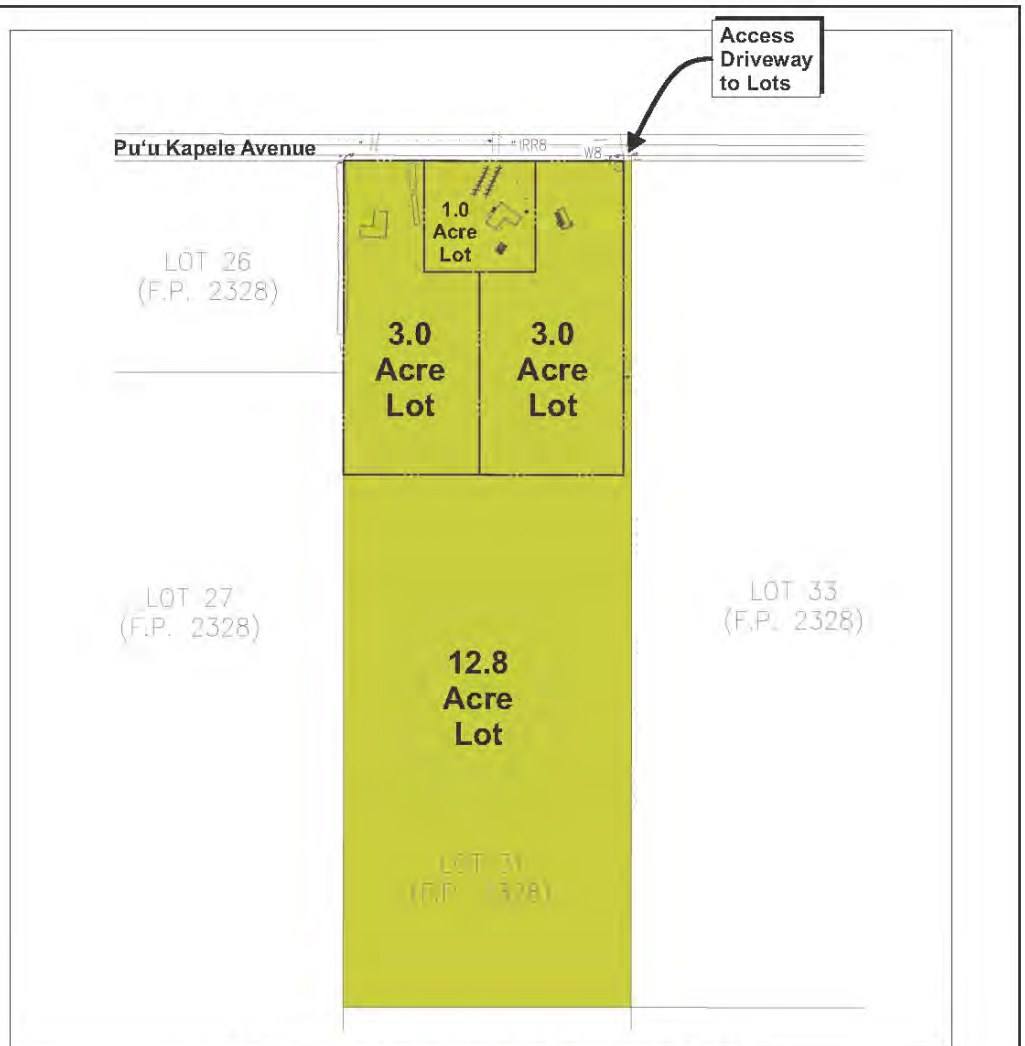 Access
Driveway
to Lots
Pu‘u Kapele Avenue
IRR8
W8
1.0
Acre
Lot
LOT 26
(F.P. 2328)
3.0
Acre
Lot
3.0
Acre
Lot
LOT 27
(F.P. 2328)
LOT 33
(F.P. 2328)
12.8
Acre
Lot
LOT 31
(F.P. 2328)